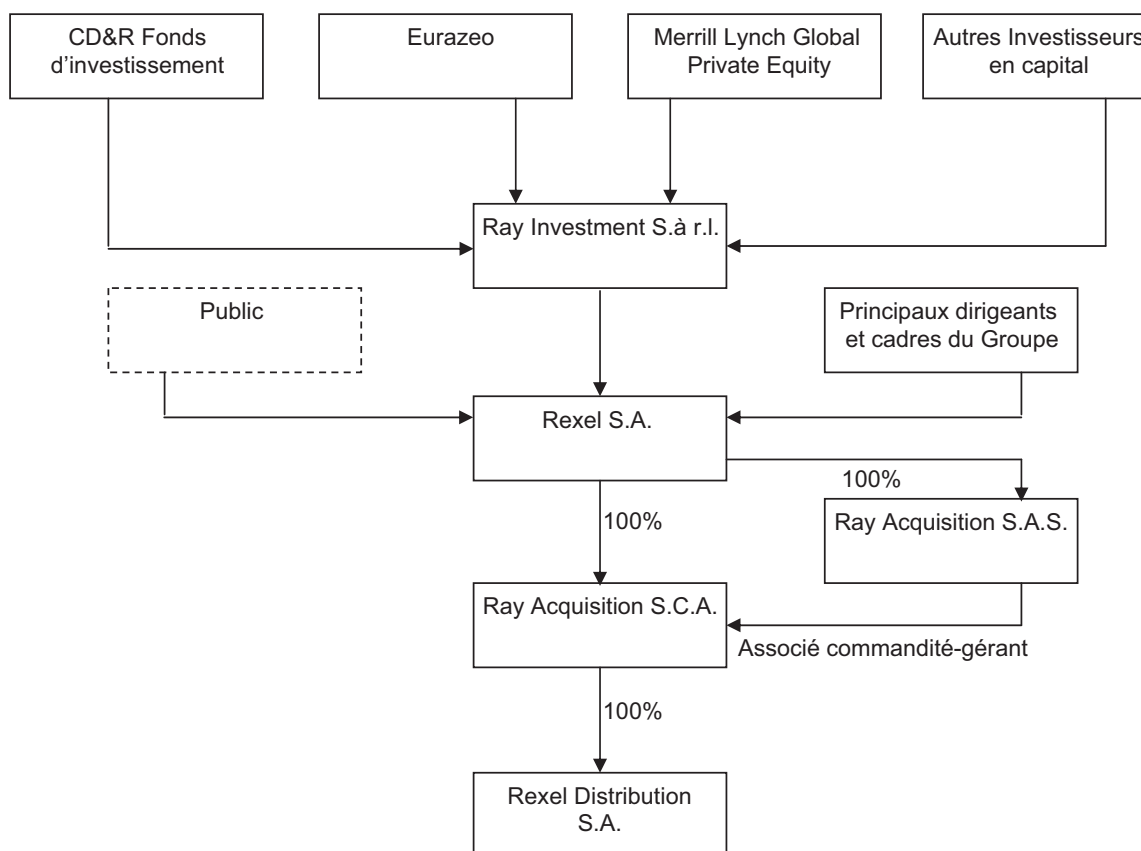 CD&R Fonds
d'investissement
Eurazeo
Merrill Lynch Global
Private Equity
Autres Investisseurs
en capital
Ray Investment S.à r.l.
Public
Principaux dirigeants
et cadres du Groupe
Rexel S.A.
100%
Ray Acquisition S.A.S.
100%
Ray Acquisition S.C.A.
Associé commandité-gérant
100%
Rexel Distribution
S.A.